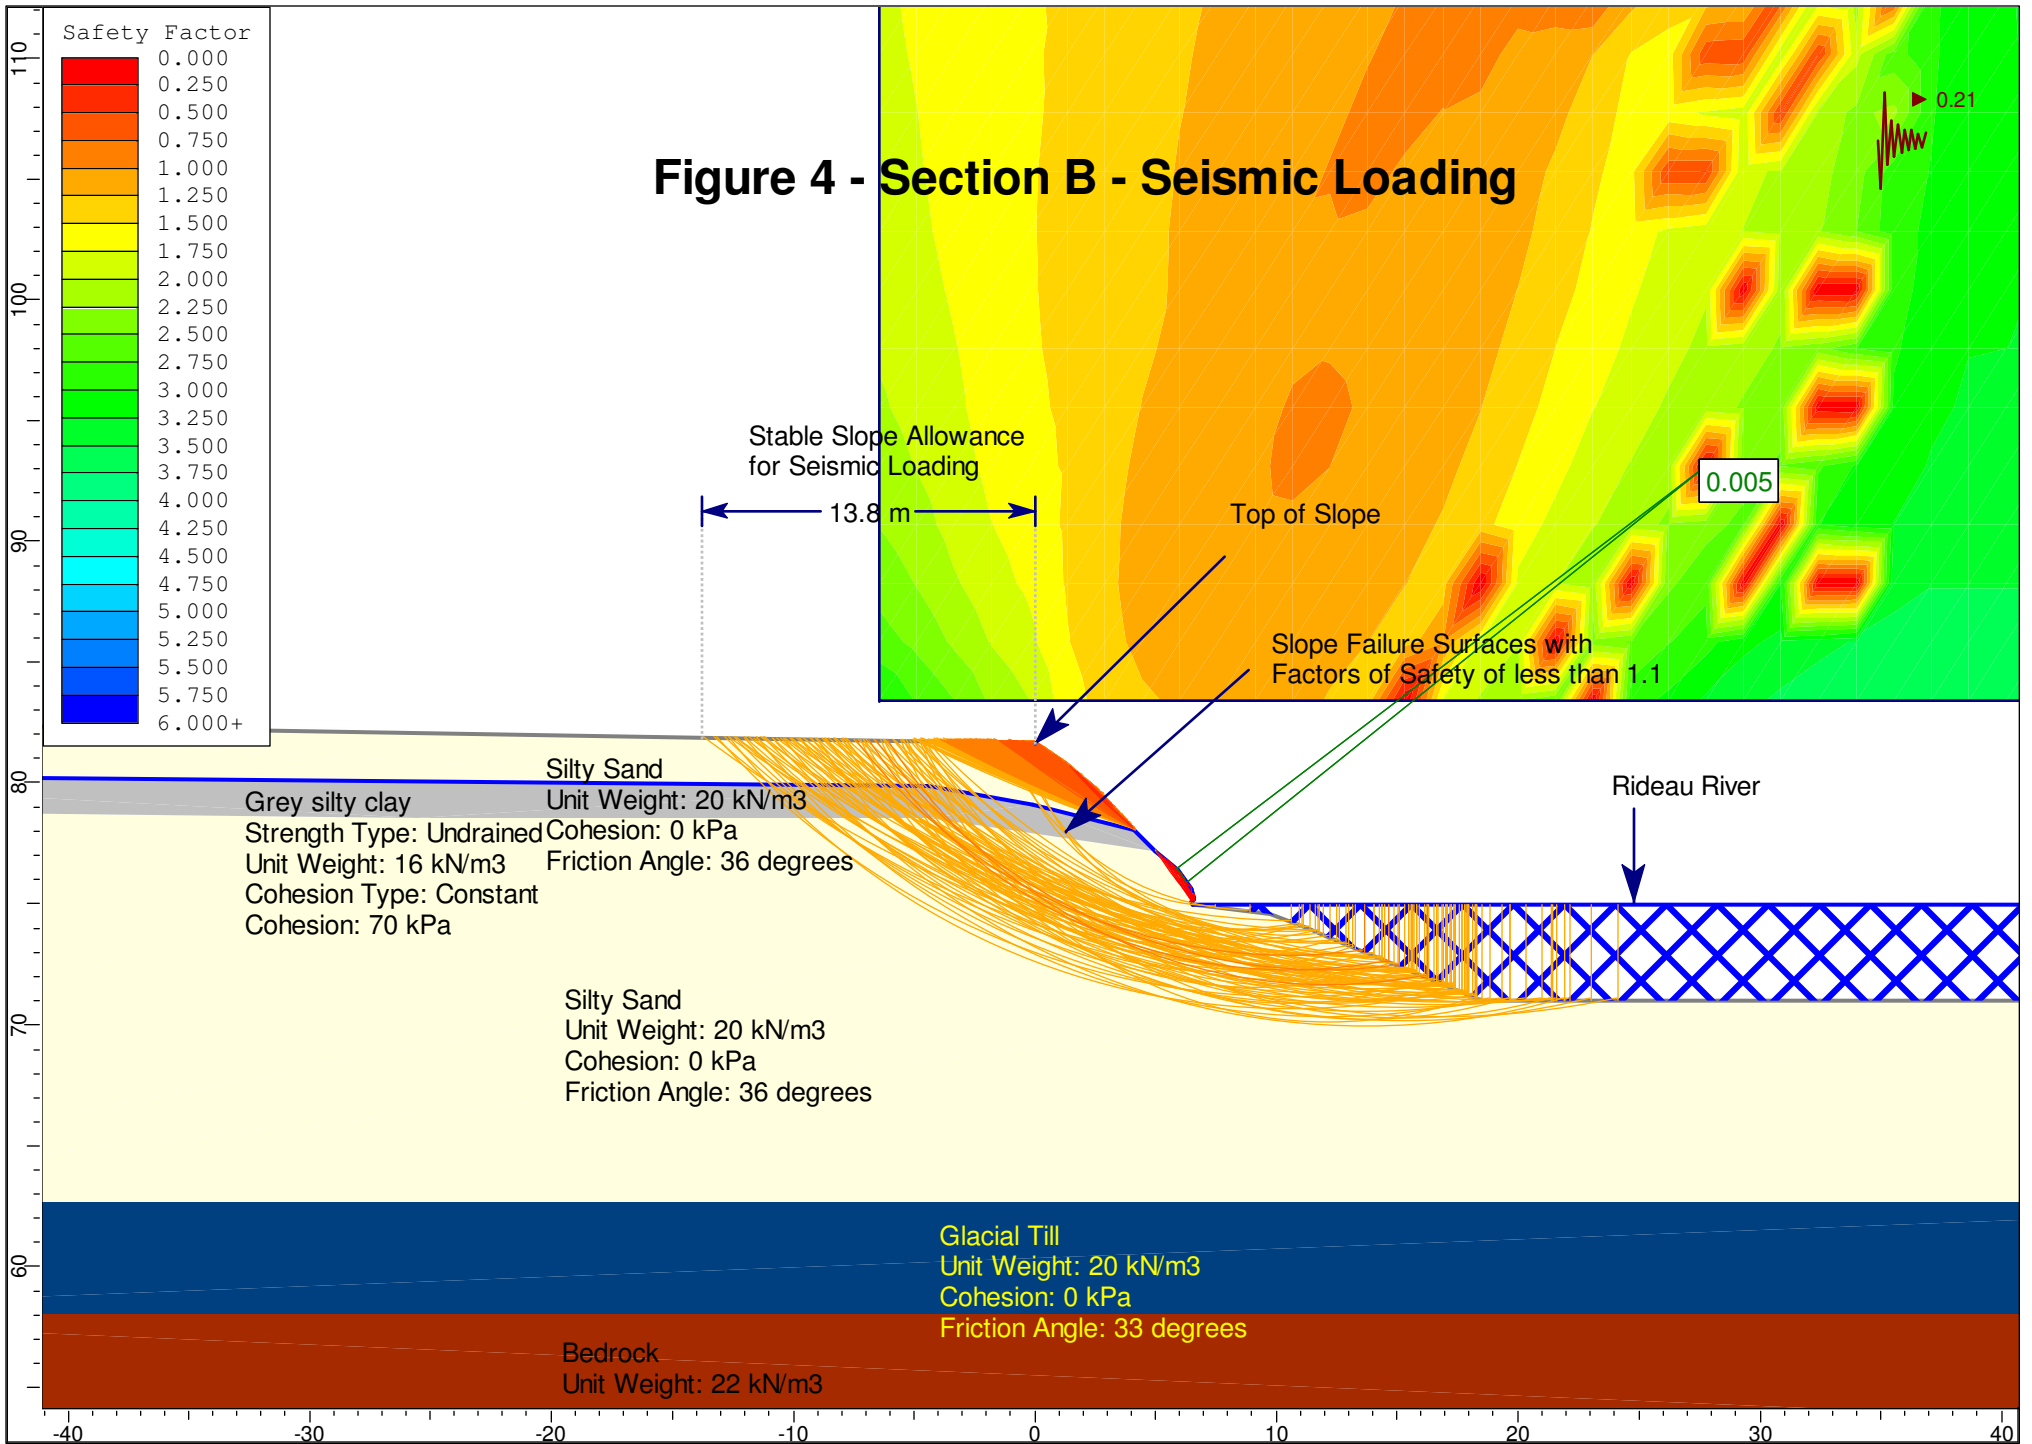 Safety Factor
0.000
0.250
0.500
0.750
1.000
1.250
1.500
1.750
2.000
2.250
2.500
2.750
3.000
3.250
3.500
3.750
4.000
4.250
4.500
4.750
5.000
5.250
5.500
5.750
6.000+
0.21
Figure 4 - Section B - Seismic Loading
Stable Slope Allowance
for Seismic Loading
13.8 m
Top of Slope
0.005
Slope Failure Surfaces with
Factors of Safety of less than 1.1
Rideau River
Silty Sand
Unit Weight: 20 kN/m3
Cohesion: 0 kPa
Friction Angle: 36 degrees
Grey silty clay
Strength Type: Undrained
Unit Weight: 16 kN/m3
Cohesion Type: Constant
Cohesion: 70 kPa
Silty Sand
Unit Weight: 20 kN/m3
Cohesion: 0 kPa
Friction Angle: 36 degrees
Glacial Till
Unit Weight: 20 kN/m3
Cohesion: 0 kPa
Friction Angle: 33 degrees
Bedrock
Unit Weight: 22 kN/m3
110
100
90
80
70
60
-40
-30
-20
-10
0
10
20
30
40